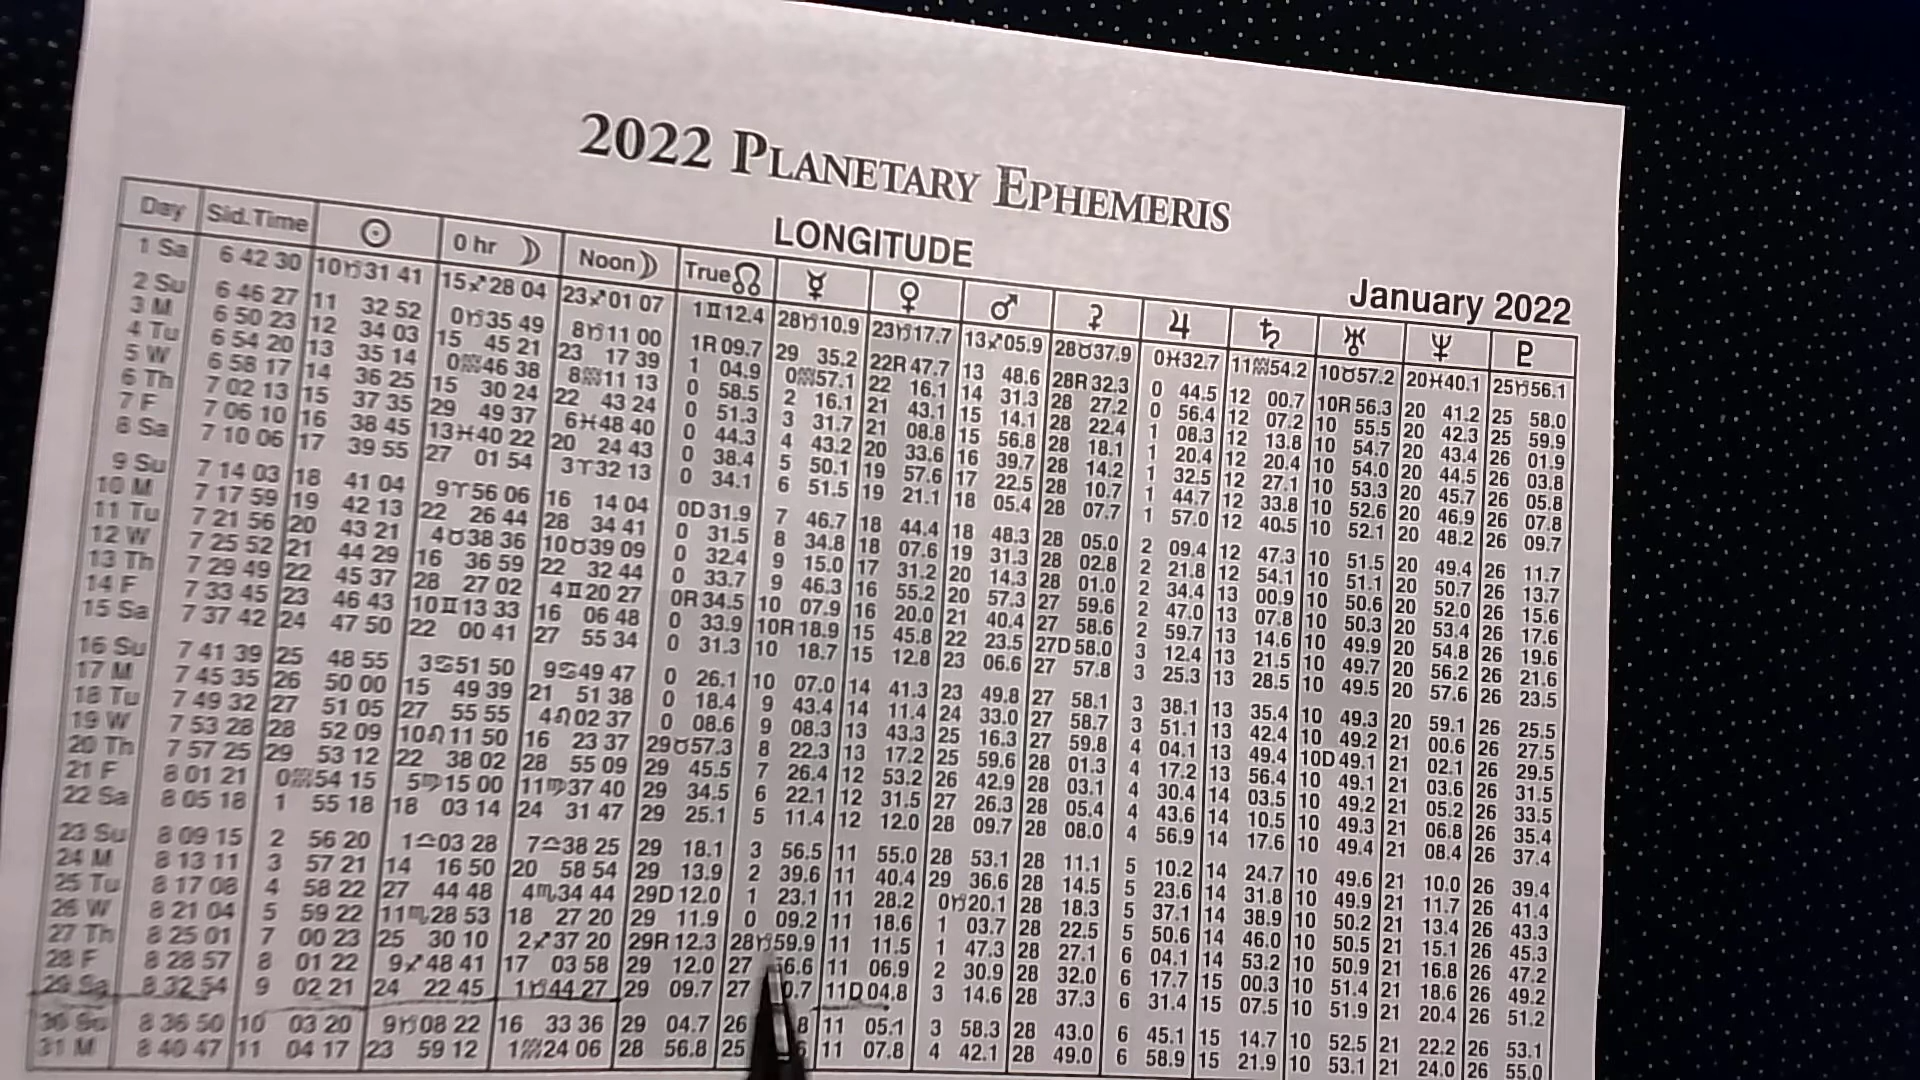 2022 PLANETARY EPHEMERIS
LONGITUDE
January 2022
Day Sid.Time ☉ 0 hr ☽ Noon ☽ True ☊ ☿ ♀ ♂ ⚳ ♃ ♄ ♅ ♆ ♇
1 Sa 6 42 30 10♑31 41 15♐28 04 23♐01 07 1♊12.4 28♑10.9 23♑17.7 13♐05.9 28♉37.9 0♓32.7 11♒54.2 10♉57.2 20♓40.1 25♑56.1
2 Su 6 46 27 11 32 52 0♑35 49 8♑11 00 1R09.7 29 35.2 22R47.7 13 48.6 28R32.3 0 44.5 12 00.7 10R56.3 20 41.2 25 58.0
3 M 6 50 23 12 34 03 15 45 21 23 17 39 1 04.9 0♒57.1 22 16.1 14 31.3 28 27.2 0 56.4 12 07.2 10 55.5 20 42.3 25 59.9
4 Tu 6 54 20 13 35 14 0♒46 38 8♒11 13 0 58.5 2 16.1 21 43.1 15 14.1 28 22.4 1 08.3 12 13.8 10 54.7 20 43.4 26 01.9
5 W 6 58 17 14 36 25 15 30 24 22 43 24 0 51.3 3 31.7 21 08.8 15 56.8 28 18.1 1 20.4 12 20.4 10 54.0 20 44.5 26 03.8
6 Th 7 02 13 15 37 35 29 49 37 6♓48 40 0 44.3 4 43.2 20 33.6 16 39.7 28 14.2 1 32.5 12 27.1 10 53.3 20 45.7 26 05.8
7 F 7 06 10 16 38 45 13♓40 22 20 24 43 0 38.4 5 50.1 19 57.6 17 22.5 28 10.7 1 44.7 12 33.8 10 52.6 20 46.9 26 07.8
8 Sa 7 10 06 17 39 55 27 01 54 3♈32 13 0 34.1 6 51.5 19 21.1 18 05.4 28 07.7 1 57.0 12 40.5 10 52.1 20 48.2 26 09.7
9 Su 7 14 03 18 41 04 9♈56 06 16 14 04 0D31.9 7 46.7 18 44.4 18 48.3 28 05.0 2 09.4 12 47.3 10 51.5 20 49.4 26 11.7
10 M 7 17 59 19 42 13 22 26 44 28 34 41 0 31.5 8 34.8 18 07.6 19 31.3 28 02.8 2 21.8 12 54.1 10 51.1 20 50.7 26 13.7
11 Tu 7 21 56 20 43 21 4♉38 36 10♉39 09 0 32.4 9 15.0 17 31.2 20 14.3 28 01.0 2 34.4 13 00.9 10 50.6 20 52.0 26 15.6
12 W 7 25 52 21 44 29 16 36 59 22 32 44 0 33.7 9 46.3 16 55.2 20 57.3 27 59.6 2 47.0 13 07.8 10 50.3 20 53.4 26 17.6
13 Th 7 29 49 22 45 37 28 27 02 4♊20 27 0R34.5 10 07.9 16 20.0 21 40.4 27 58.6 2 59.7 13 14.6 10 49.9 20 54.8 26 19.6
14 F 7 33 45 23 46 43 10♊13 33 16 06 48 0 33.9 10R18.9 15 45.8 22 23.5 27D58.0 3 12.4 13 21.5 10 49.7 20 56.2 26 21.6
15 Sa 7 37 42 24 47 50 22 00 41 27 55 34 0 31.3 10 18.7 15 12.8 23 06.6 27 57.8 3 25.3 13 28.5 10 49.5 20 57.6 26 23.5
16 Su 7 41 39 25 48 55 3♋51 50 9♋49 47 0 26.1 10 07.0 14 41.3 23 49.8 27 58.1 3 38.1 13 35.4 10 49.3 20 59.1 26 25.5
17 M 7 45 35 26 50 00 15 49 39 21 51 38 0 18.4 9 43.4 14 11.4 24 33.0 27 58.7 3 51.1 13 42.4 10 49.2 21 00.6 26 27.5
18 Tu 7 49 32 27 51 05 27 55 55 4♌02 37 0 08.6 9 08.3 13 43.3 25 16.3 27 59.8 4 04.1 13 49.4 10D49.1 21 02.1 26 29.5
19 W 7 53 28 28 52 09 10♌11 50 16 23 37 29♉57.3 8 22.3 13 17.2 25 59.6 28 01.3 4 17.2 13 56.4 10 49.1 21 03.6 26 31.5
20 Th 7 57 25 29 53 12 22 38 02 28 55 09 29 45.5 7 26.4 12 53.2 26 42.9 28 03.1 4 30.4 14 03.5 10 49.2 21 05.2 26 33.5
21 F 8 01 21 0♒54 15 5♍15 00 11♍37 40 29 34.5 6 22.1 12 31.5 27 26.3 28 05.4 4 43.6 14 10.5 10 49.3 21 06.8 26 35.4
22 Sa 8 05 18 1 55 18 18 03 14 24 31 47 29 25.1 5 11.4 12 12.0 28 09.7 28 08.0 4 56.9 14 17.6 10 49.4 21 08.4 26 37.4
23 Su 8 09 15 2 56 20 1♎03 28 7♎38 25 29 18.1 3 56.5 11 55.0 28 53.1 28 11.1 5 10.2 14 24.7 10 49.6 21 10.0 26 39.4
24 M 8 13 11 3 57 21 14 16 50 20 58 54 29 13.9 2 39.6 11 40.4 29 36.6 28 14.5 5 23.6 14 31.8 10 49.9 21 11.7 26 41.4
25 Tu 8 17 08 4 58 22 27 44 48 4♏34 44 29D12.0 1 23.1 11 28.2 0♑20.1 28 18.3 5 37.1 14 38.9 10 50.2 21 13.4 26 43.3
26 W 8 21 04 5 59 22 11♏28 53 18 27 20 29 11.9 0 09.2 11 18.6 1 03.7 28 22.5 5 50.6 14 46.0 10 50.5 21 15.1 26 45.3
27 Th 8 25 01 7 00 23 25 30 10 2♐37 20 29R12.3 28♑59.9 11 11.5 1 47.3 28 27.1 6 04.1 14 53.2 10 50.9 21 16.8 26 47.2
28 F 8 28 57 8 01 22 9♐48 41 17 03 58 29 12.0 27 6.6 11 06.9 2 30.9 28 32.0 6 17.7 15 00.3 10 51.4 21 18.6 26 49.2
29 Sa 8 32 54 9 02 21 24 22 45 1♑44 27 29 09.7 27 0.7 11D04.8 3 14.6 28 37.3 6 31.4 15 07.5 10 51.9 21 20.4 26 51.2
30 Su 8 36 50 10 03 20 9♑08 22 16 33 36 29 04.7 26 8 11 05.1 3 58.3 28 43.0 6 45.1 15 14.7 10 52.5 21 22.2 26 53.1
31 M 8 40 47 11 04 17 23 59 12 1♒24 06 28 56.8 25 6 11 07.8 4 42.1 28 49.0 6 58.9 15 21.9 10 53.1 21 24.0 26 55.0